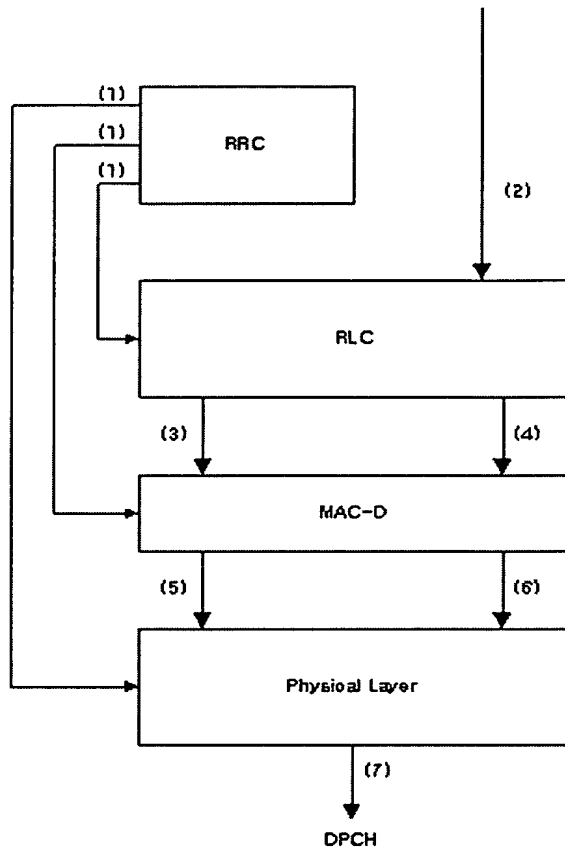 (1)
(1)
RRC
(1)
(2)
RLC
(3)
(4)
MAC-D
(5)
(6)
Physical Layer
(7)
DPCH